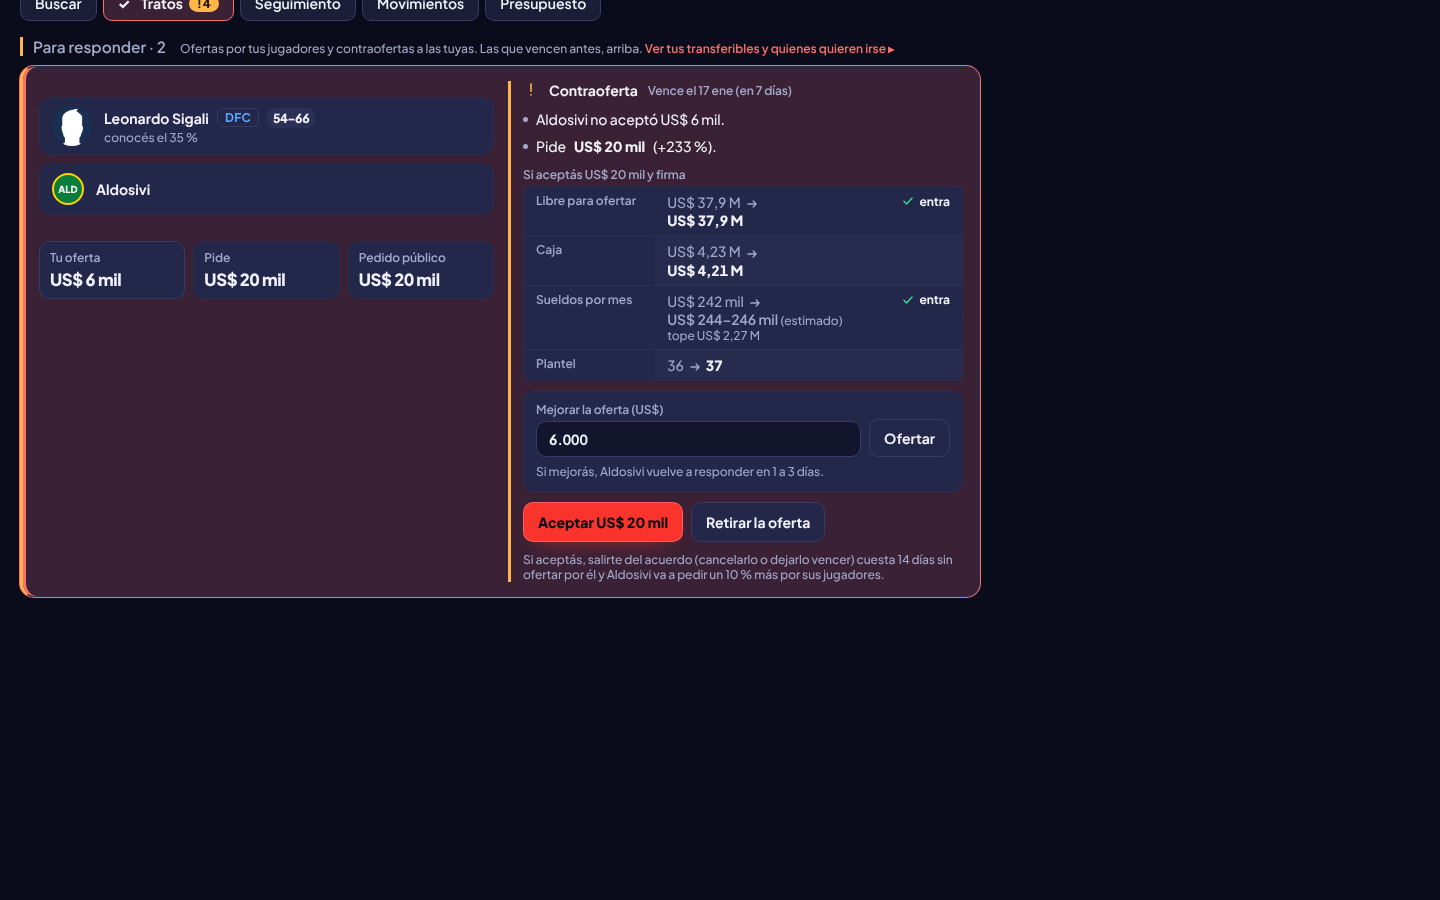 Buscar
Tratos !4
Seguimiento
Movimientos
Presupuesto
Para responder · 2 Ofertas por tus jugadores y contraofertas a las tuyas. Las que vencen antes, arriba. Ver tus transferibles y quienes quieren irse ▸
Leonardo Sigali DFC 54–66
conocés el 35 %
ALD Aldosivi
Tu oferta
US$ 6 mil
Pide
US$ 20 mil
Pedido público
US$ 20 mil
! Contraoferta Vence el 17 ene (en 7 días)
• Aldosivi no aceptó US$ 6 mil.
• Pide US$ 20 mil (+233 %).
Si aceptás US$ 20 mil y firma
Libre para ofertar US$ 37,9 M → ✓ entra
US$ 37,9 M
Caja US$ 4,23 M →
US$ 4,21 M
Sueldos por mes US$ 242 mil → ✓ entra
US$ 244–246 mil (estimado)
tope US$ 2,27 M
Plantel 36 → 37
Mejorar la oferta (US$)
6.000 Ofertar
Si mejorás, Aldosivi vuelve a responder en 1 a 3 días.
Aceptar US$ 20 mil Retirar la oferta
Si aceptás, salirte del acuerdo (cancelarlo o dejarlo vencer) cuesta 14 días sin
ofertar por él y Aldosivi va a pedir un 10 % más por sus jugadores.